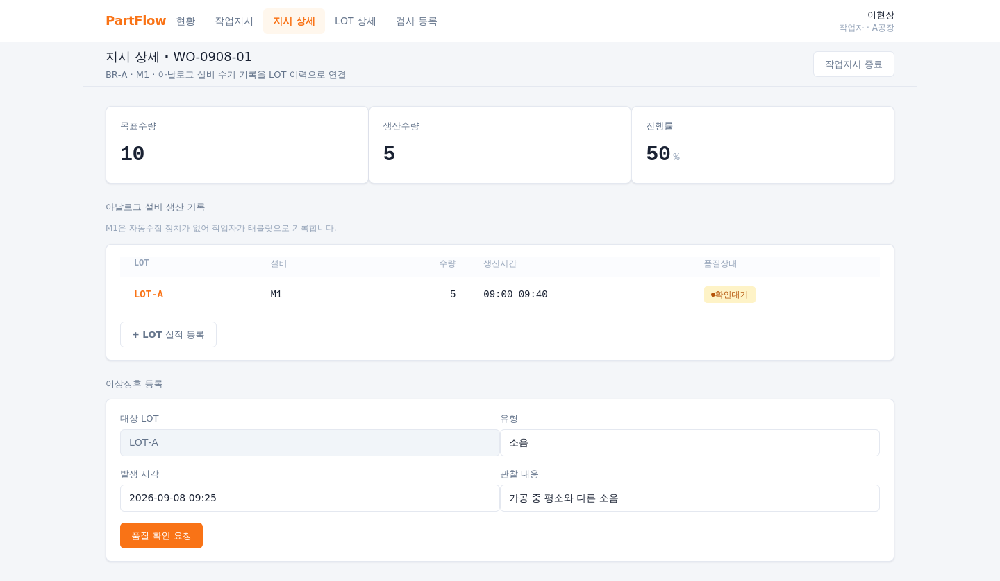 PartFlow 현황 작업지시 지시 상세 LOT 상세 검사 등록
이현장
작업자 · A공장
지시 상세 · WO-0908-01
BR-A · M1 · 아날로그 설비 수기 기록을 LOT 이력으로 연결
작업지시 종료
목표수량
10
생산수량
5
진행률
50 %
아날로그 설비 생산 기록
M1은 자동수집 장치가 없어 작업자가 태블릿으로 기록합니다.
LOT 설비 수량 생산시간 품질상태
LOT-A M1 5 09:00–09:40 확인대기
+ LOT 실적 등록
이상징후 등록
대상 LOT
LOT-A
유형
소음
발생 시각
2026-09-08 09:25
관찰 내용
가공 중 평소와 다른 소음
품질 확인 요청